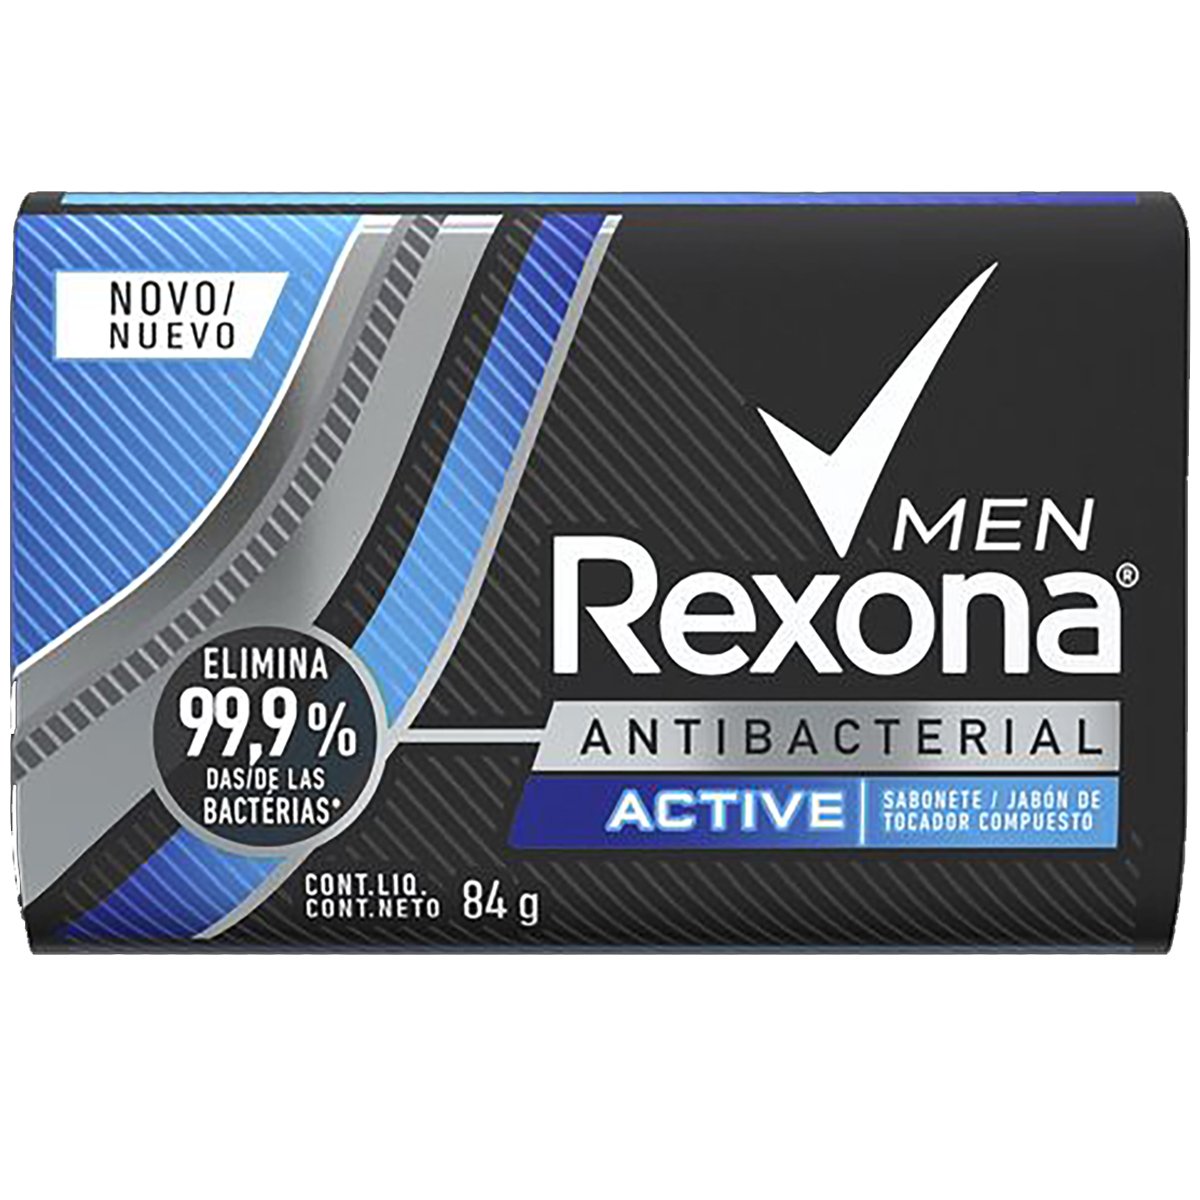 NOVO/
NUEVO
MEN
Rexona®
ANTIBACTERIAL
ACTIVE
SABONETE / JABÓN DE
TOCADOR COMPUESTO
ELIMINA
99,9%
DAS/DE LAS
BACTÉRIAS*
CONT.LIQ.
CONT.NETO 84 g